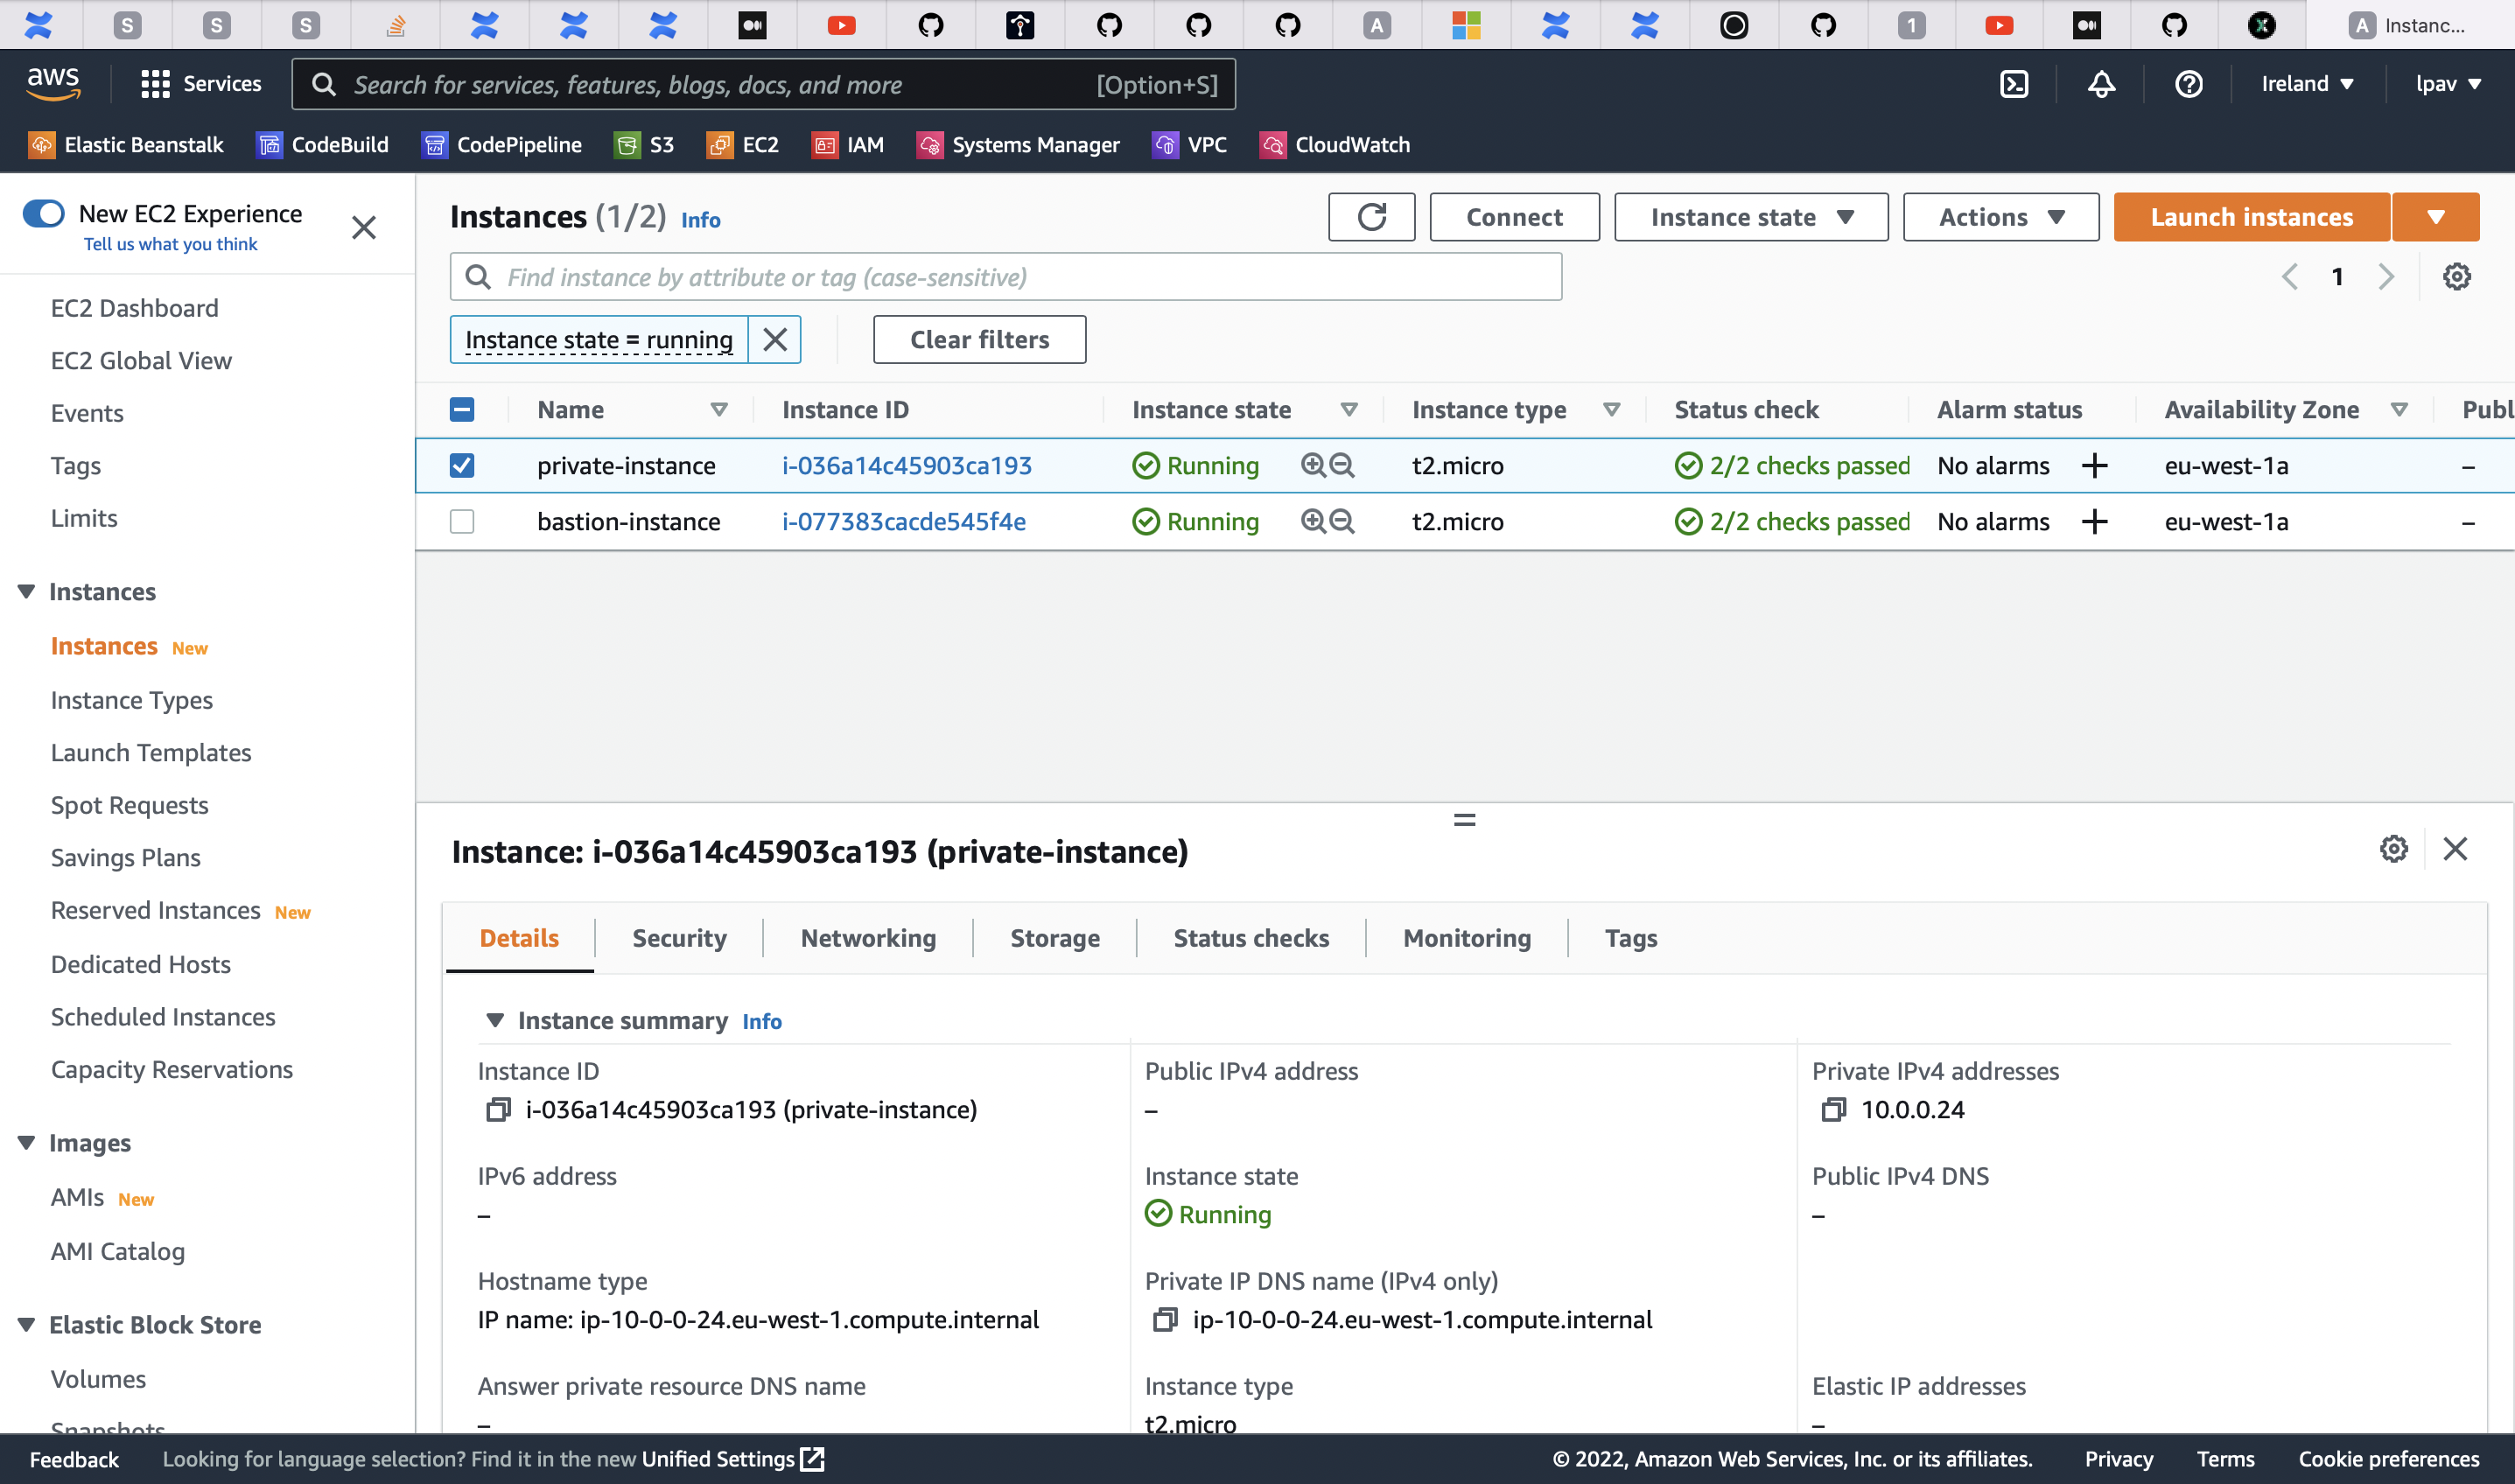 S
S
S
A
1
A Instanc...
aws
Services
Search for services, features, blogs, docs, and more [Option+S]
Ireland
lpav
Elastic Beanstalk
CodeBuild
CodePipeline
S3
EC2
IAM
Systems Manager
VPC
CloudWatch
New EC2 Experience
Tell us what you think
EC2 Dashboard
EC2 Global View
Events
Tags
Limits
Instances
Instances New
Instance Types
Launch Templates
Spot Requests
Savings Plans
Reserved Instances New
Dedicated Hosts
Scheduled Instances
Capacity Reservations
Images
AMIs New
AMI Catalog
Elastic Block Store
Volumes
Snapshots
Instances (1/2) Info
Connect
Instance state
Actions
Launch instances
Find instance by attribute or tag (case-sensitive)
1
Instance state = running
Clear filters
Name Instance ID Instance state Instance type Status check Alarm status Availability Zone Publ
private-instance i-036a14c45903ca193 Running t2.micro 2/2 checks passed No alarms + eu-west-1a –
bastion-instance i-077383cacde545f4e Running t2.micro 2/2 checks passed No alarms + eu-west-1a –
Instance: i-036a14c45903ca193 (private-instance)
Details Security Networking Storage Status checks Monitoring Tags
Instance summary Info
Instance ID
i-036a14c45903ca193 (private-instance)
Public IPv4 address
–
Private IPv4 addresses
10.0.0.24
IPv6 address
–
Instance state
Running
Public IPv4 DNS
–
Hostname type
IP name: ip-10-0-0-24.eu-west-1.compute.internal
Private IP DNS name (IPv4 only)
ip-10-0-0-24.eu-west-1.compute.internal
Answer private resource DNS name
–
Instance type
t2.micro
Elastic IP addresses
–
Feedback
Looking for language selection? Find it in the new Unified Settings
© 2022, Amazon Web Services, Inc. or its affiliates.
Privacy
Terms
Cookie preferences